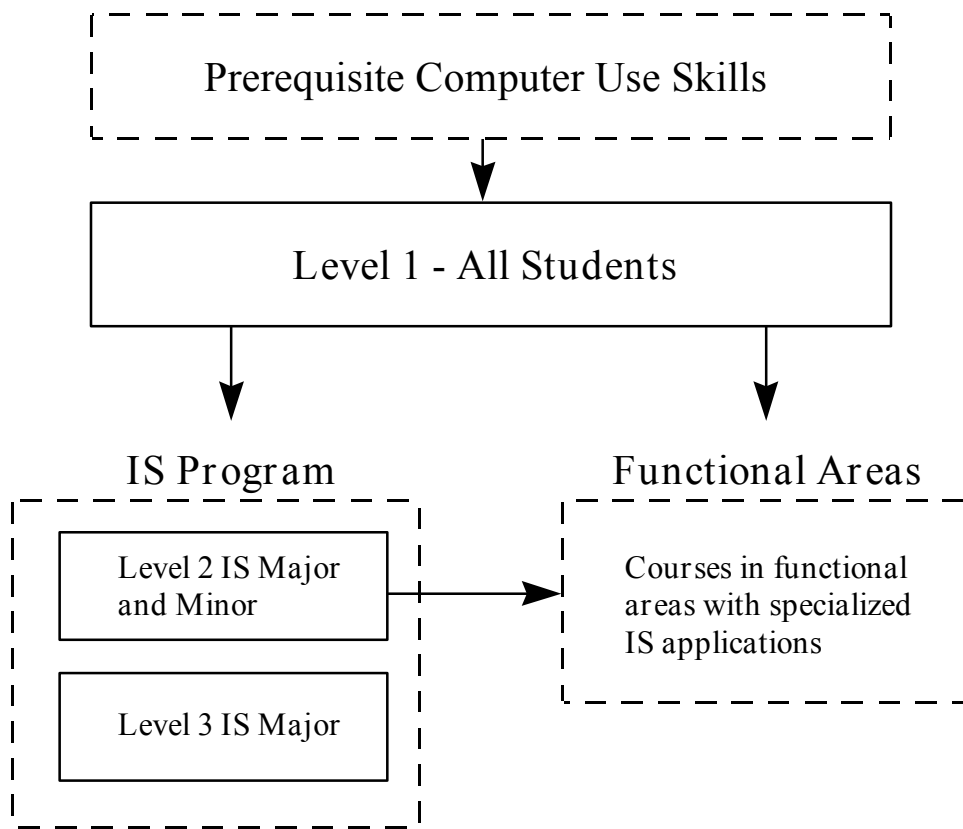 Prerequisite Computer Use Skills
Level 1 - All Students
IS Program
Level 2 IS Major
and Minor
Level 3 IS Major
Functional Areas
Courses in functional
areas with specialized
IS applications